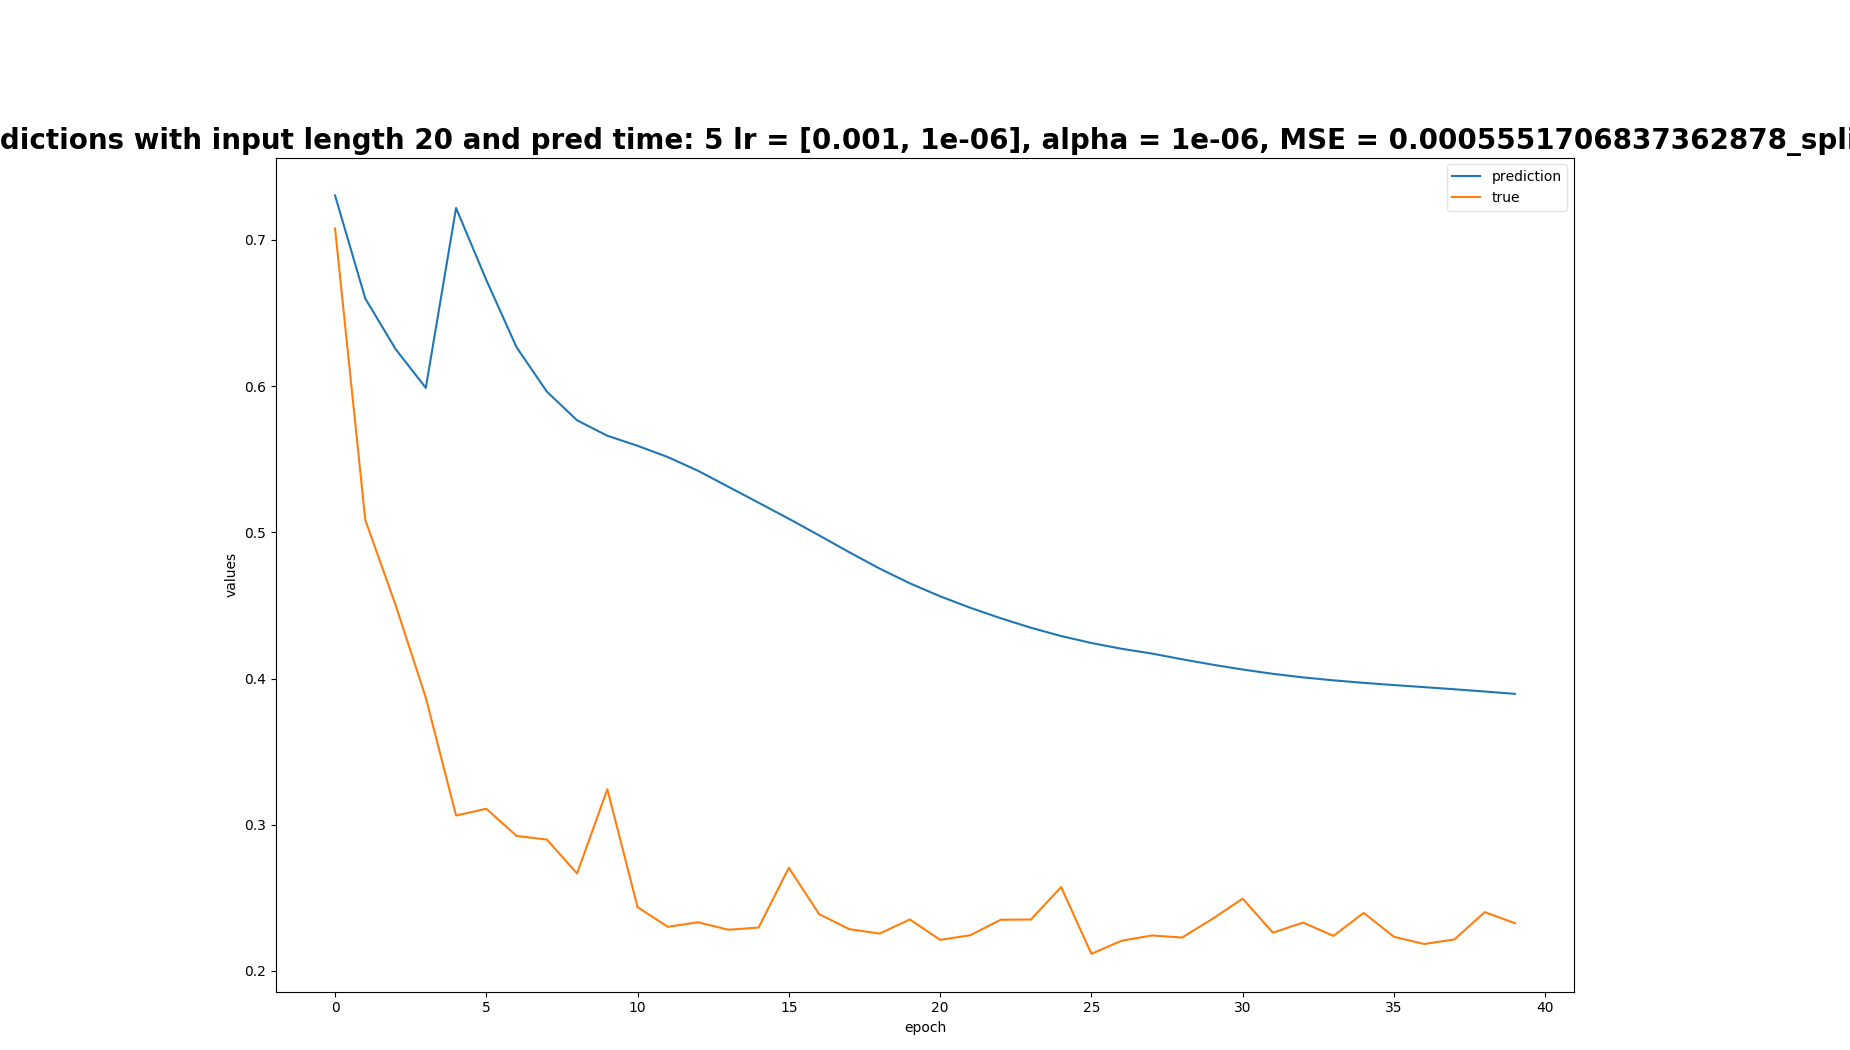 dictions with input length 20 and pred time: 5 lr = [0.001, 1e-06], alpha = 1e-06, MSE = 0.0005551706837362878_spli
prediction
true
0.7
0.6
0.5
0.4
0.3
0.2
values
0 5 10 15 20 25 30 35 40
epoch